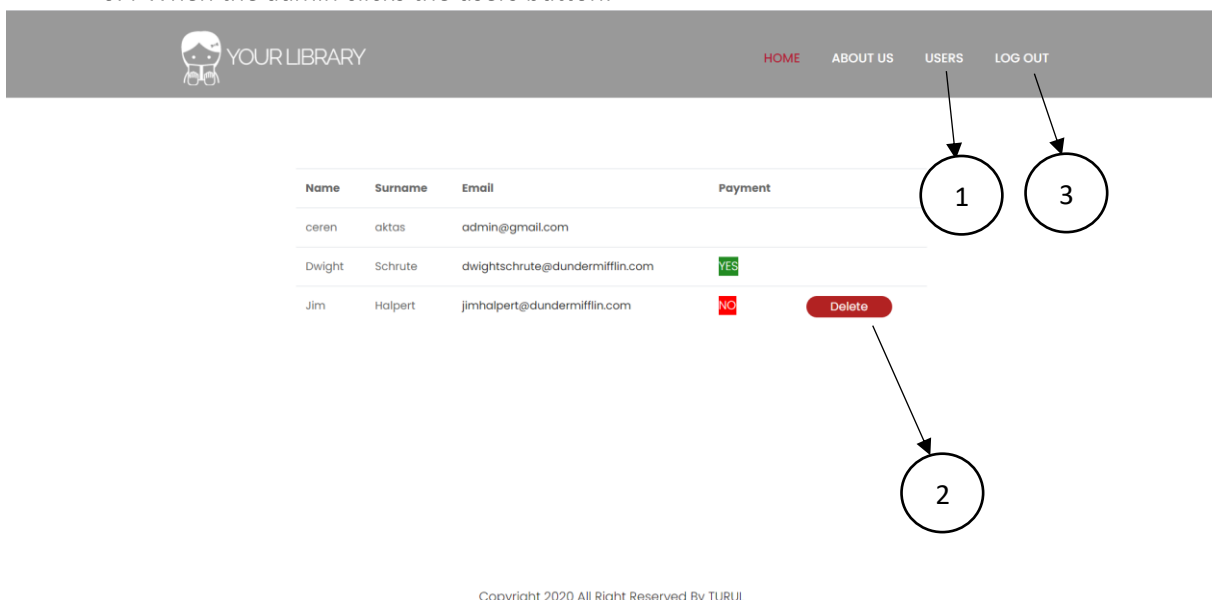 YOUR LIBRARY
HOME ABOUT US USERS LOG OUT
1 3
Name Surname Email Payment
ceren aktas admin@gmail.com
Dwight Schrute dwightschrute@dundermifflin.com YES
Jim Halpert jimhalpert@dundermifflin.com NO Delete
2
Copyright 2020 All Right Reserved By